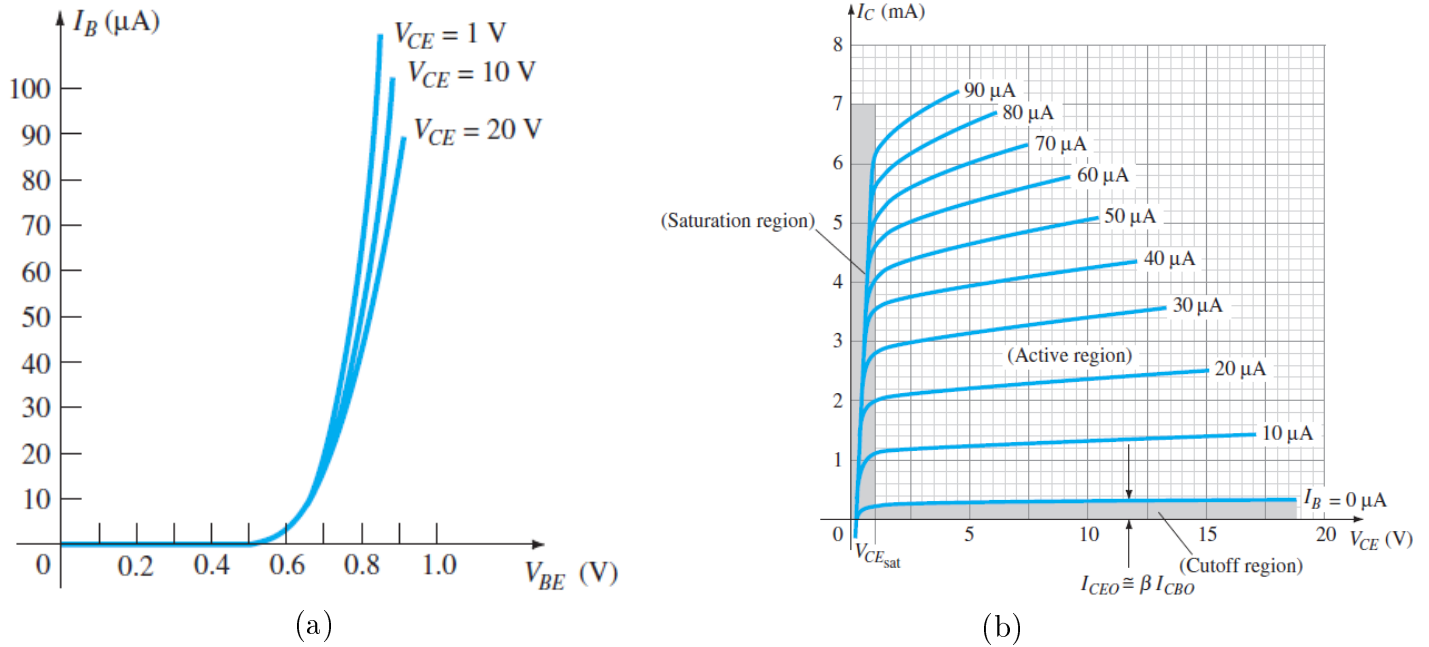 I_B (μA)
V_CE = 1 V
V_CE = 10 V
V_CE = 20 V
100
90
80
70
60
50
40
30
20
10
0
0.2
0.4
0.6
0.8
1.0
V_BE (V)
(a)
I_C (mA)
8
7
6
5
4
3
2
1
0
90 μA
80 μA
70 μA
60 μA
50 μA
40 μA
30 μA
20 μA
10 μA
I_B = 0 μA
(Saturation region)
(Active region)
(Cutoff region)
5
10
15
20
V_CE (V)
V_CEsat
I_CEO ≅ β I_CBO
(b)